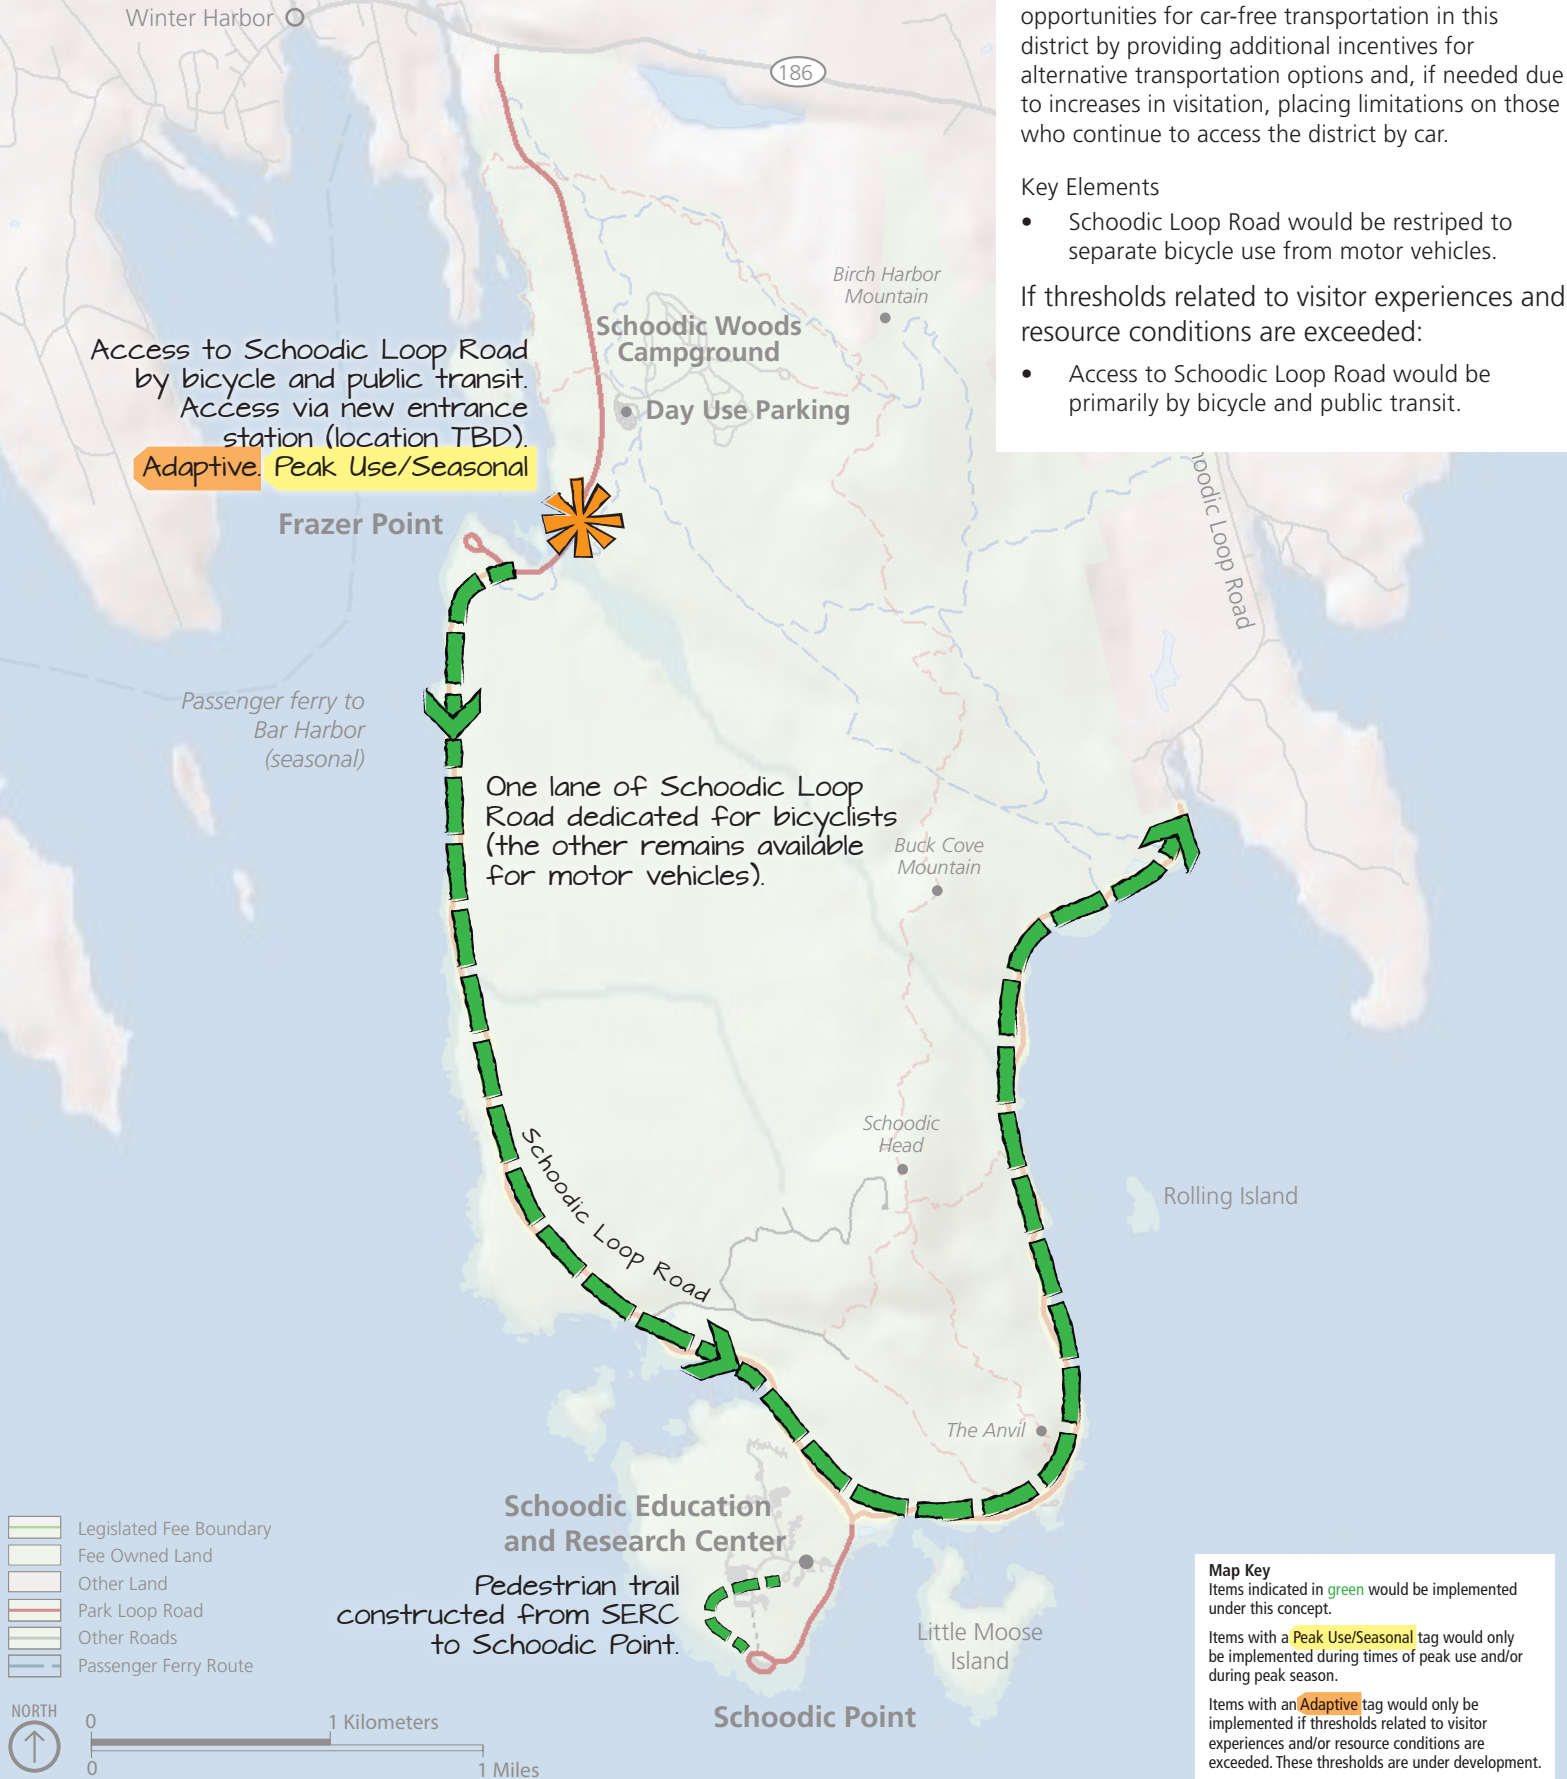 Winter Harbor
186
opportunities for car-free transportation in this
district by providing additional incentives for
alternative transportation options and, if needed due
to increases in visitation, placing limitations on those
who continue to access the district by car.
Key Elements
• Schoodic Loop Road would be restriped to
separate bicycle use from motor vehicles.
If thresholds related to visitor experiences and
resource conditions are exceeded:
• Access to Schoodic Loop Road would be
primarily by bicycle and public transit.
Birch Harbor
Mountain
Schoodic Woods
Campground
Day Use Parking
Access to Schoodic Loop Road
by bicycle and public transit.
Access via new entrance
station (location TBD).
Adaptive. Peak Use/Seasonal
Frazer Point
hoodic Loop Road
Passenger ferry to
Bar Harbor
(seasonal)
One lane of Schoodic Loop
Road dedicated for bicyclists
(the other remains available
for motor vehicles).
Buck Cove
Mountain
Schoodic
Head
Rolling Island
Schoodic Loop Road
The Anvil
Schoodic Education
and Research Center
Pedestrian trail
constructed from SERC
to Schoodic Point.
Little Moose
Island
Schoodic Point
Legislated Fee Boundary
Fee Owned Land
Other Land
Park Loop Road
Other Roads
Passenger Ferry Route
NORTH
0 1 Kilometers
0 1 Miles
Map Key
Items indicated in green would be implemented
under this concept.
Items with a Peak Use/Seasonal tag would only
be implemented during times of peak use and/or
during peak season.
Items with an Adaptive tag would only be
implemented if thresholds related to visitor
experiences and/or resource conditions are
exceeded. These thresholds are under development.